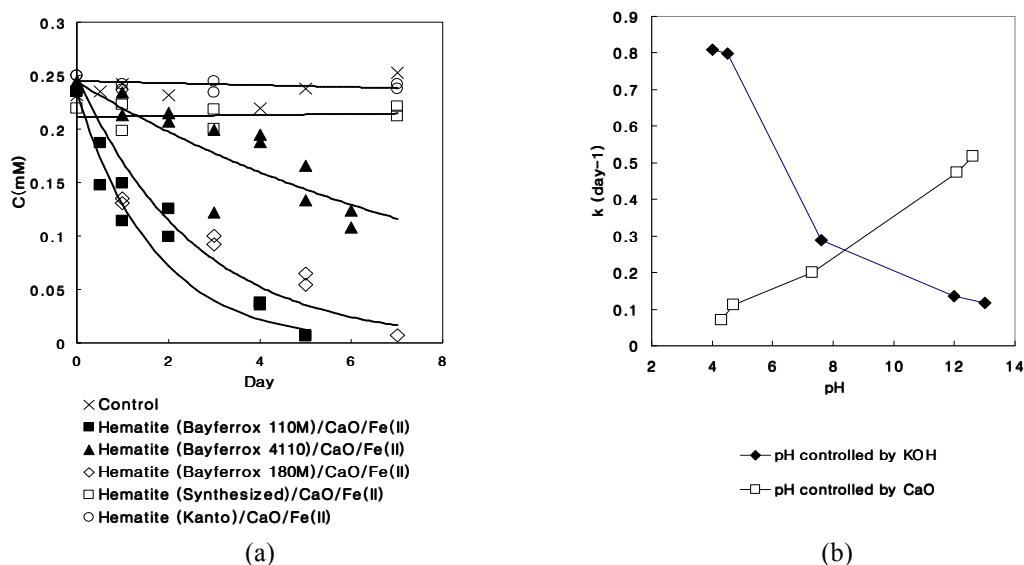 0.3
0.25
0.2
0.15
0.1
0.05
0
C(mM)
0 2 4 6 8
Day
Control
Hematite (Bayferrox 110M)/CaO/Fe(II)
Hematite (Bayferrox 4110)/CaO/Fe(II)
Hematite (Bayferrox 180M)/CaO/Fe(II)
Hematite (Synthesized)/CaO/Fe(II)
Hematite (Kanto)/CaO/Fe(II)
(a)
0.9
0.8
0.7
0.6
0.5
0.4
0.3
0.2
0.1
0
k (day-1)
2 4 6 8 10 12 14
pH
pH controlled by KOH
pH controlled by CaO
(b)